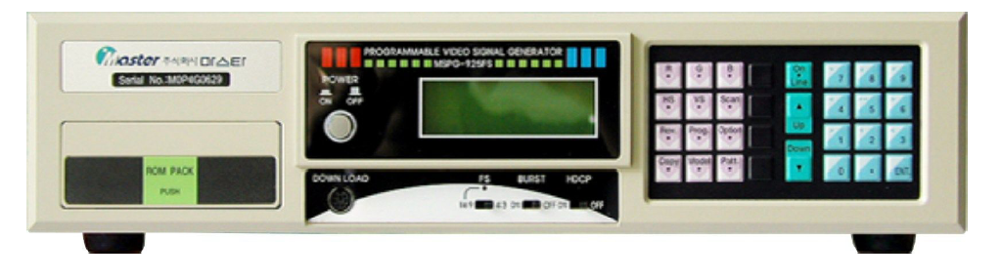 Master 주식회사 마스터
Serial No.:M0P4G0629
ROM PACK
PUSH
PROGRAMMABLE VIDEO SIGNAL GENERATOR
MSPG-925FS
POWER
ON OFF
DOWN LOAD
FS BURST HDCP
16:9 4:3 ON OFF ON OFF
R G B On Line 7 8 9
HS VS Scan Up 4 5 6
Rev. Prog. Option Down 1 2 3
Copy Model Patt. 0 ENT.